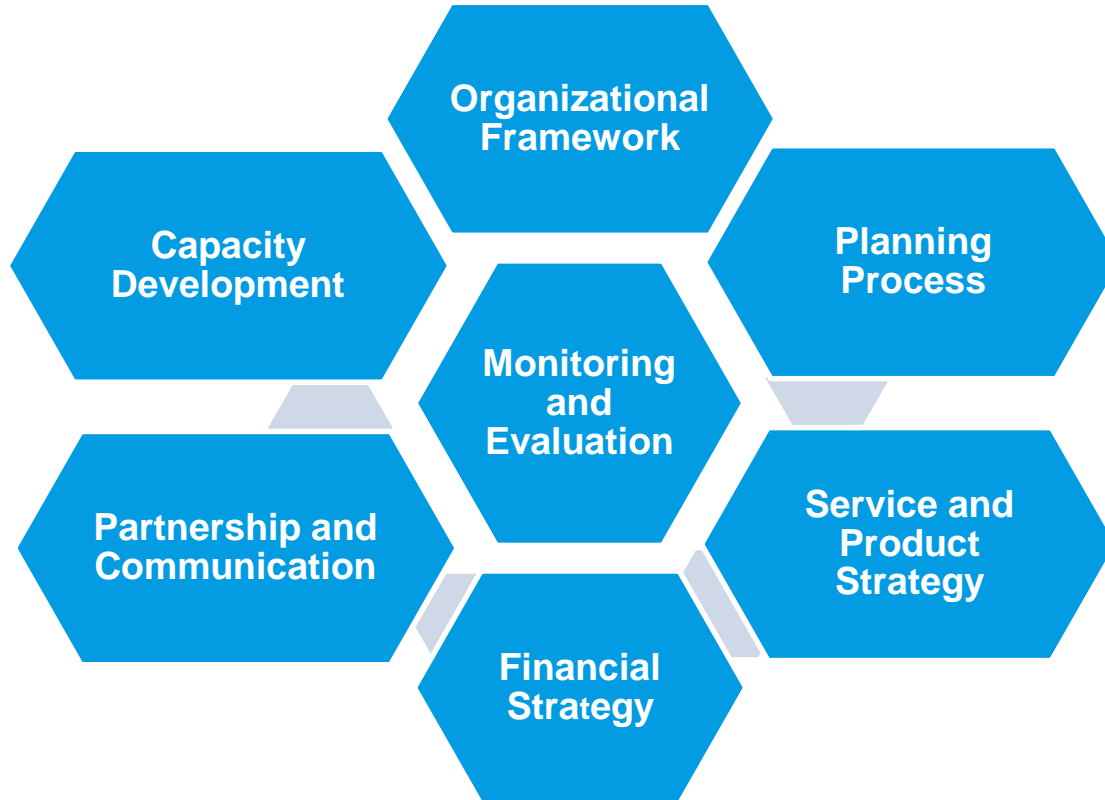 Organizational
Framework
Capacity
Development
Planning
Process
Monitoring
and
Evaluation
Partnership and
Communication
Service and
Product
Strategy
Financial
Strategy